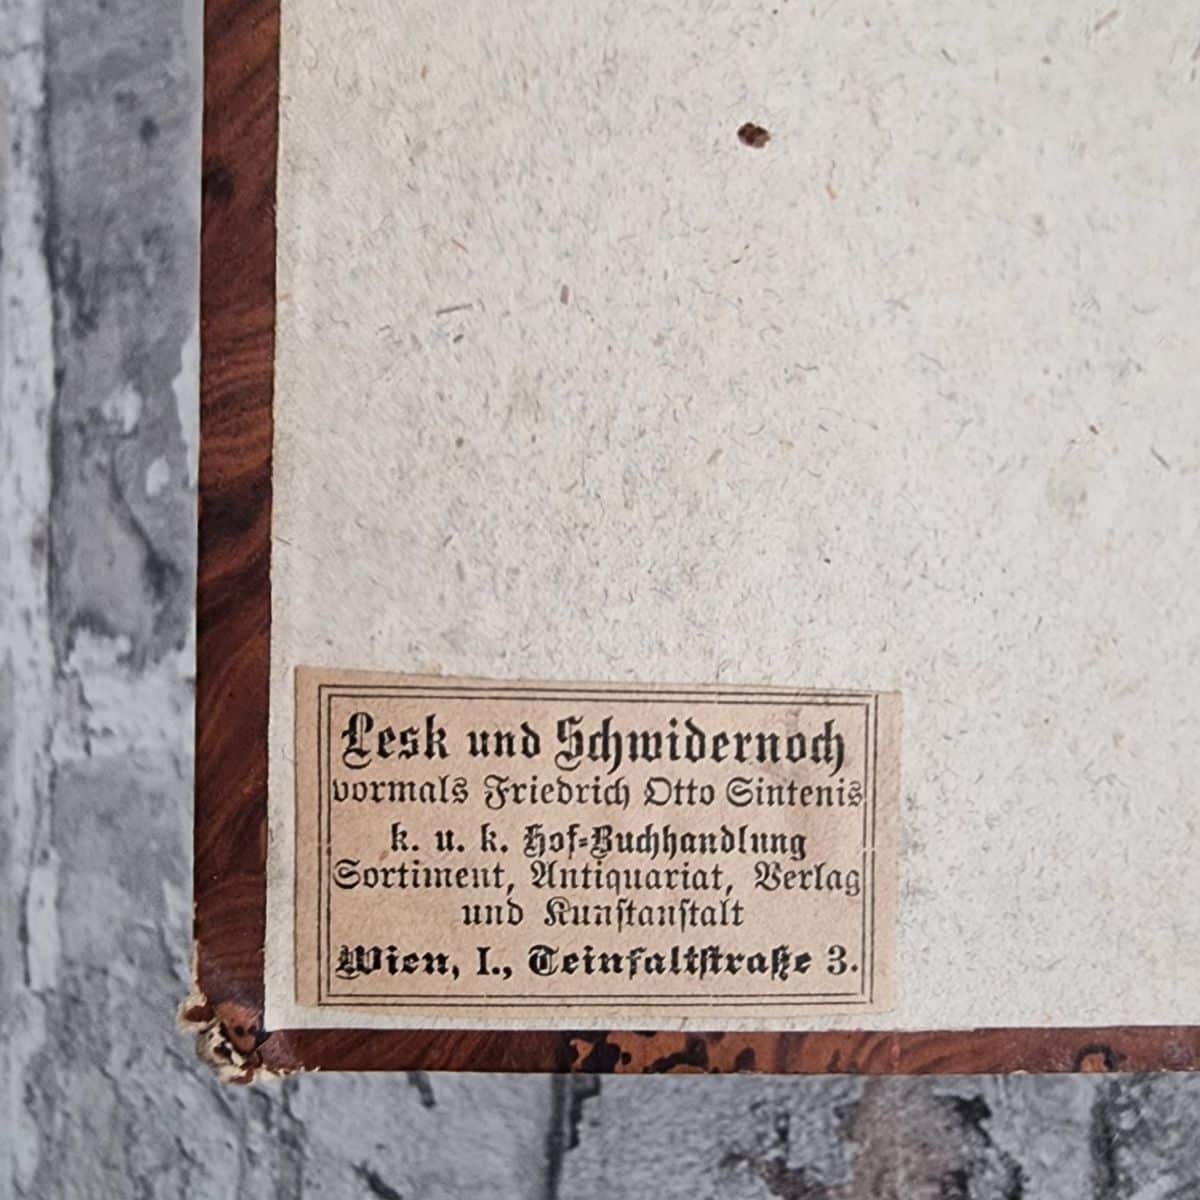 Lesk und Schwidernoch
vormals Friedrich Otto Sintenis
k. u. k. Hof-Buchhandlung
Sortiment, Antiquariat, Verlag
und Kunstanstalt
Wien, I., Teinfaltstraße 3.